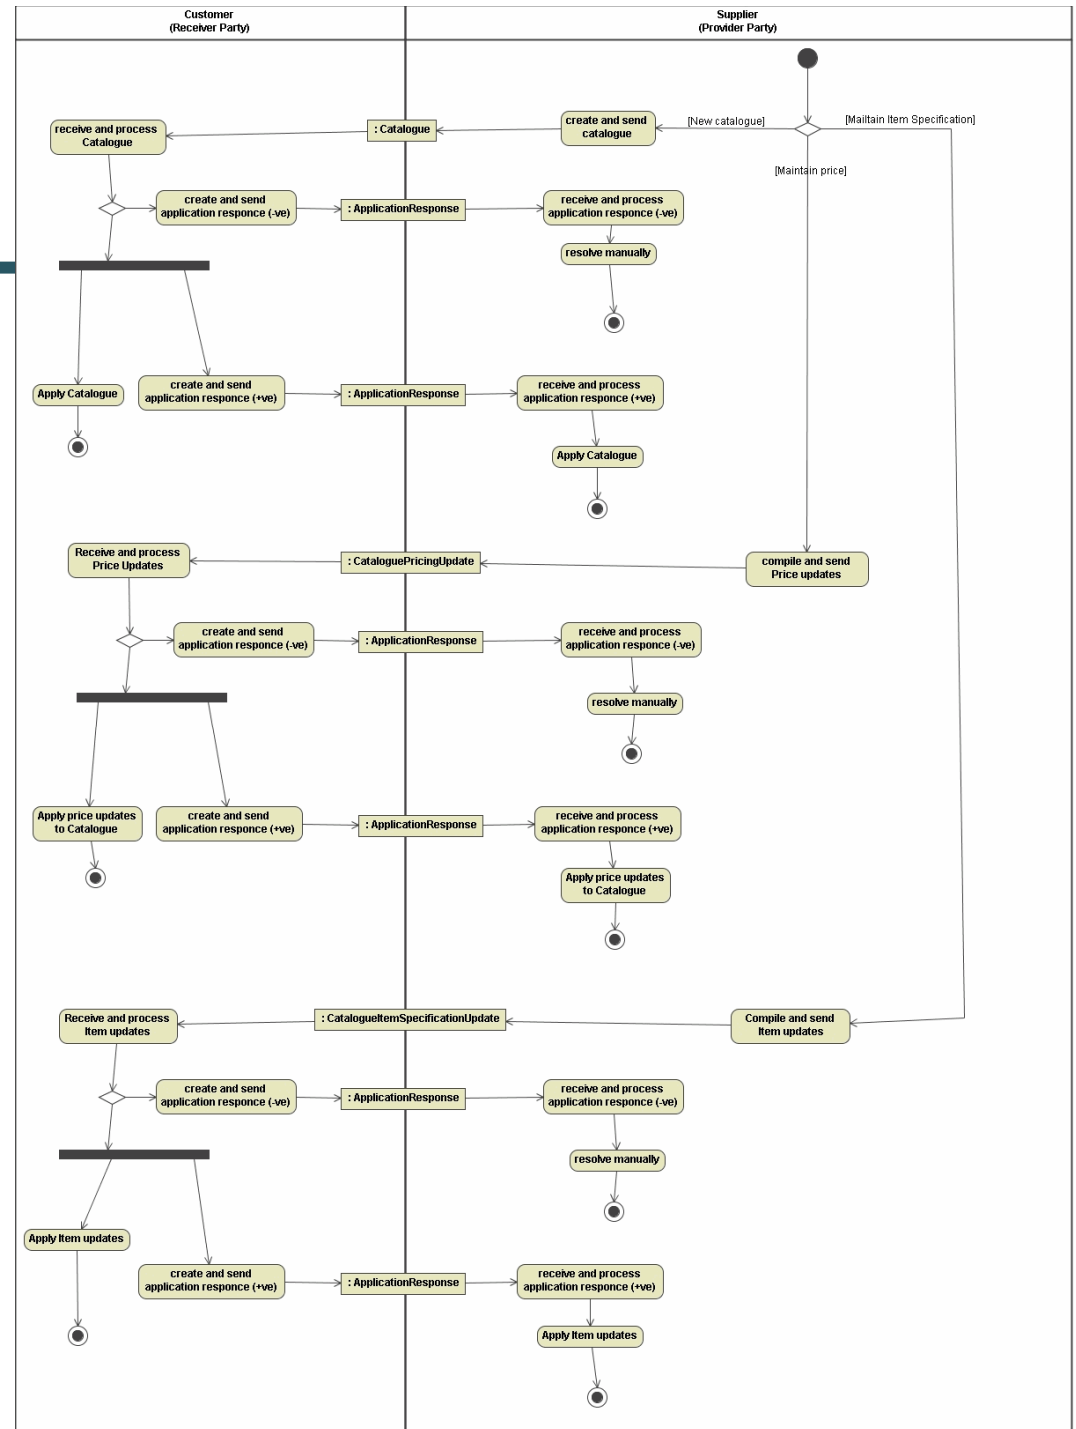 Customer
(Receiver Party)
Supplier
(Provider Party)
receive and process
Catalogue
: Catalogue
create and send
catalogue
[New catalogue]
[Mailtain Item Specification]
[Maintain price]
create and send
application responce (-ve)
: ApplicationResponse
receive and process
application responce (-ve)
resolve manually
Apply Catalogue
create and send
application responce (+ve)
: ApplicationResponse
receive and process
application responce (+ve)
Apply Catalogue
Receive and process
Price Updates
: CataloguePricingUpdate
compile and send
Price updates
create and send
application responce (-ve)
: ApplicationResponse
receive and process
application responce (-ve)
resolve manually
Apply price updates
to Catalogue
create and send
application responce (+ve)
: ApplicationResponse
receive and process
application responce (+ve)
Apply price updates
to Catalogue
Receive and process
Item updates
: CatalogueItemSpecificationUpdate
Compile and send
Item updates
create and send
application responce (-ve)
: ApplicationResponse
receive and process
application responce (-ve)
resolve manually
Apply Item updates
create and send
application responce (+ve)
: ApplicationResponse
receive and process
application responce (+ve)
Apply Item updates